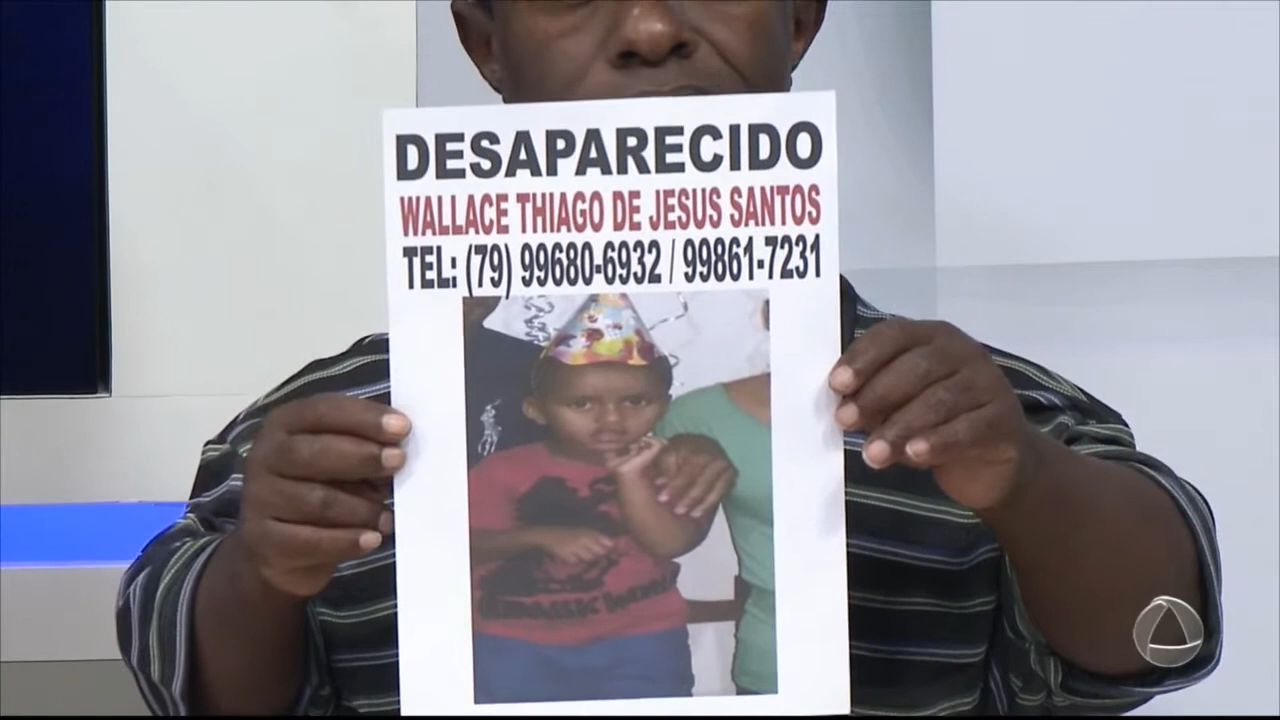 DESAPARECIDO
WALLACE THIAGO DE JESUS SANTOS
TEL: (79) 99680-6932 / 99861-7231